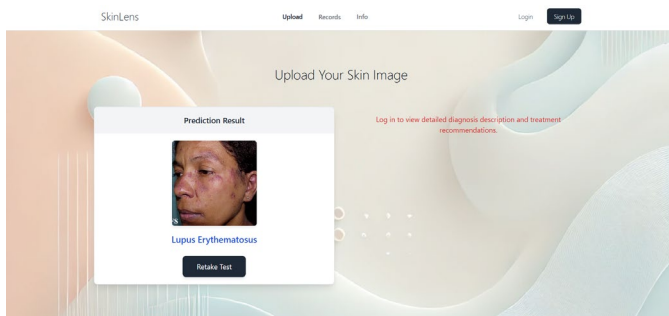 SkinLens
Upload Records Info
Login Sign Up
Upload Your Skin Image
Prediction Result
Log in to view detailed diagnosis description and treatment
recommendations.
Lupus Erythematosus
Retake Test